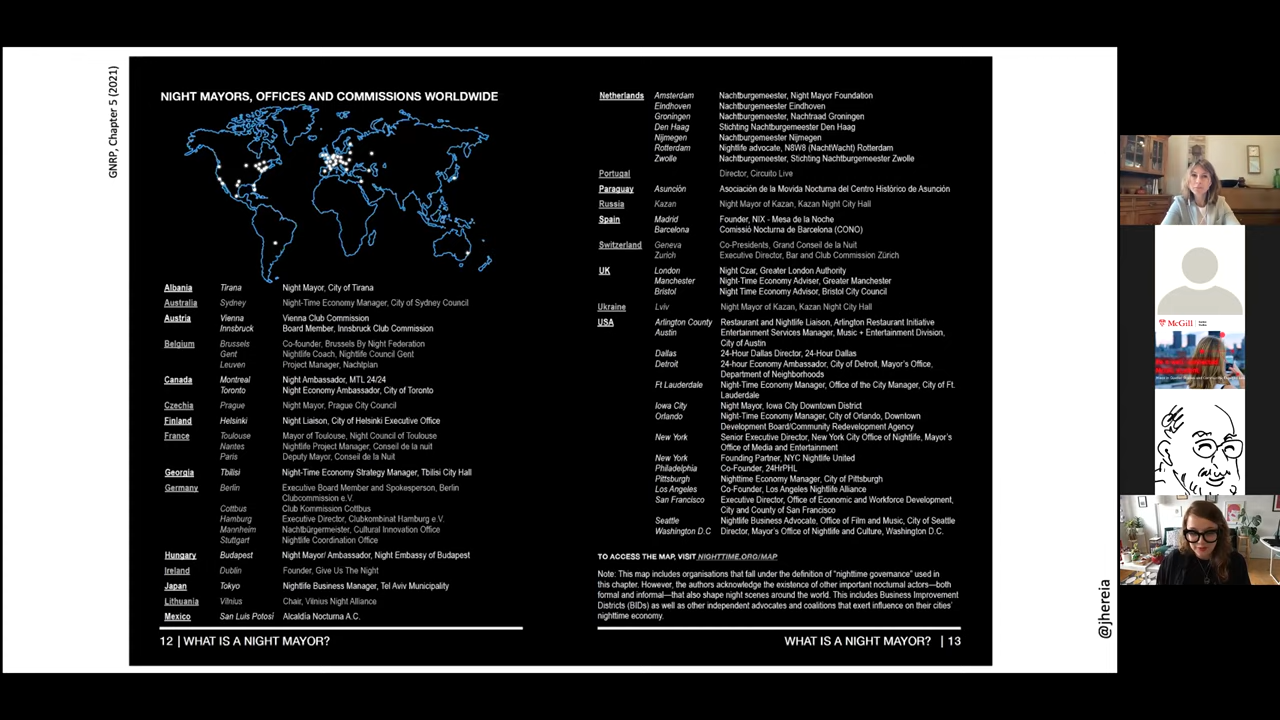 GNRP, Chapter 5 (2021)
NIGHT MAYORS, OFFICES AND COMMISSIONS WORLDWIDE
Albania Tirana Night Mayor, City of Tirana
Australia Sydney Night-Time Economy Manager, City of Sydney Council
Austria Vienna Vienna Club Commission
Innsbruck Board Member, Innsbruck Club Commission
Belgium Brussels Co-founder, Brussels By Night Federation
Gent Nightlife Coach, Nightlife Council Gent
Leuven Project Manager, Nachtplan
Canada Montreal Night Ambassador, MTL 24/24
Toronto Night Economy Ambassador, City of Toronto
Czechia Prague Night Mayor, Prague City Council
Finland Helsinki Night Liaison, City of Helsinki Executive Office
France Toulouse Mayor of Toulouse, Night Council of Toulouse
Nantes Nightlife Project Manager, Conseil de la nuit
Paris Deputy Mayor, Conseil de la Nuit
Georgia Tbilisi Night-Time Economy Strategy Manager, Tbilisi City Hall
Germany Berlin Executive Board Member and Spokesperson, Berlin
Clubcommission e.V.
Cottbus Club Kommission Cottbus
Hamburg Executive Director, Clubkombinat Hamburg e.V.
Mannheim Nachtbürgermeister, Cultural Innovation Office
Stuttgart Nightlife Coordination Office
Hungary Budapest Night Mayor/ Ambassador, Night Embassy of Budapest
Ireland Dublin Founder, Give Us The Night
Japan Tokyo Nightlife Business Manager, Tel Aviv Municipality
Lithuania Vilnius Chair, Vilnius Night Alliance
Mexico San Luis Potosí Alcaldía Nocturna A.C.
12 | WHAT IS A NIGHT MAYOR?
Netherlands Amsterdam Nachtburgemeester, Night Mayor Foundation
Eindhoven Nachtburgemeester Eindhoven
Groningen Nachtburgemeester, Nachtraad Groningen
Den Haag Stichting Nachtburgemeester Den Haag
Nijmegen Nachtburgemeester Nijmegen
Rotterdam Nightlife advocate, N8W8 (NachtWacht) Rotterdam
Zwolle Nachtburgemeester, Stichting Nachtburgemeester Zwolle
Portugal Director, Circuito Live
Paraguay Asunción Asociación de la Movida Nocturna del Centro Histórico de Asunción
Russia Kazan Night Mayor of Kazan, Kazan Night City Hall
Spain Madrid Founder, NIX - Mesa de la Noche
Barcelona Comissió Nocturna de Barcelona (CONO)
Switzerland Geneva Co-Presidents, Grand Conseil de la Nuit
Zurich Executive Director, Bar and Club Commission Zürich
UK London Night Czar, Greater London Authority
Manchester Night-Time Economy Adviser, Greater Manchester
Bristol Night Time Economy Advisor, Bristol City Council
Ukraine Lviv Night Mayor of Kazan, Kazan Night City Hall
USA Arlington County Restaurant and Nightlife Liaison, Arlington Restaurant Initiative
Austin Entertainment Services Manager, Music + Entertainment Division,
City of Austin
Dallas 24-Hour Dallas Director, 24-Hour Dallas
Detroit 24-hour Economy Ambassador, City of Detroit, Mayor's Office,
Department of Neighborhoods
Ft Lauderdale Night-Time Economy Manager, Office of the City Manager, City of Ft.
Lauderdale
Iowa City Night Mayor, Iowa City Downtown District
Orlando Night-Time Economy Manager, City of Orlando, Downtown
Development Board/Community Redevelopment Agency
New York Senior Executive Director, New York City Office of Nightlife, Mayor's
Office of Media and Entertainment
New York Founding Partner, NYC Nightlife United
Philadelphia Co-Founder, 24HrPHL
Pittsburgh Nighttime Economy Manager, City of Pittsburgh
Los Angeles Co-Founder, Los Angeles Nightlife Alliance
San Francisco Executive Director, Office of Economic and Workforce Development,
City and County of San Francisco
Seattle Nightlife Business Advocate, Office of Film and Music, City of Seattle
Washington D.C Director, Mayor's Office of Nightlife and Culture, Washington D.C.
TO ACCESS THE MAP, VISIT NIGHTTIME.ORG/MAP
Note: This map includes organisations that fall under the definition of "nighttime governance" used in
this chapter. However, the authors acknowledge the existence of other important nocturnal actors—both
formal and informal—that also shape night scenes around the world. This includes Business Improvement
Districts (BIDs) as well as other independent advocates and coalitions that exert influence on their cities'
nighttime economy.
WHAT IS A NIGHT MAYOR? | 13
@jhereia
McGill